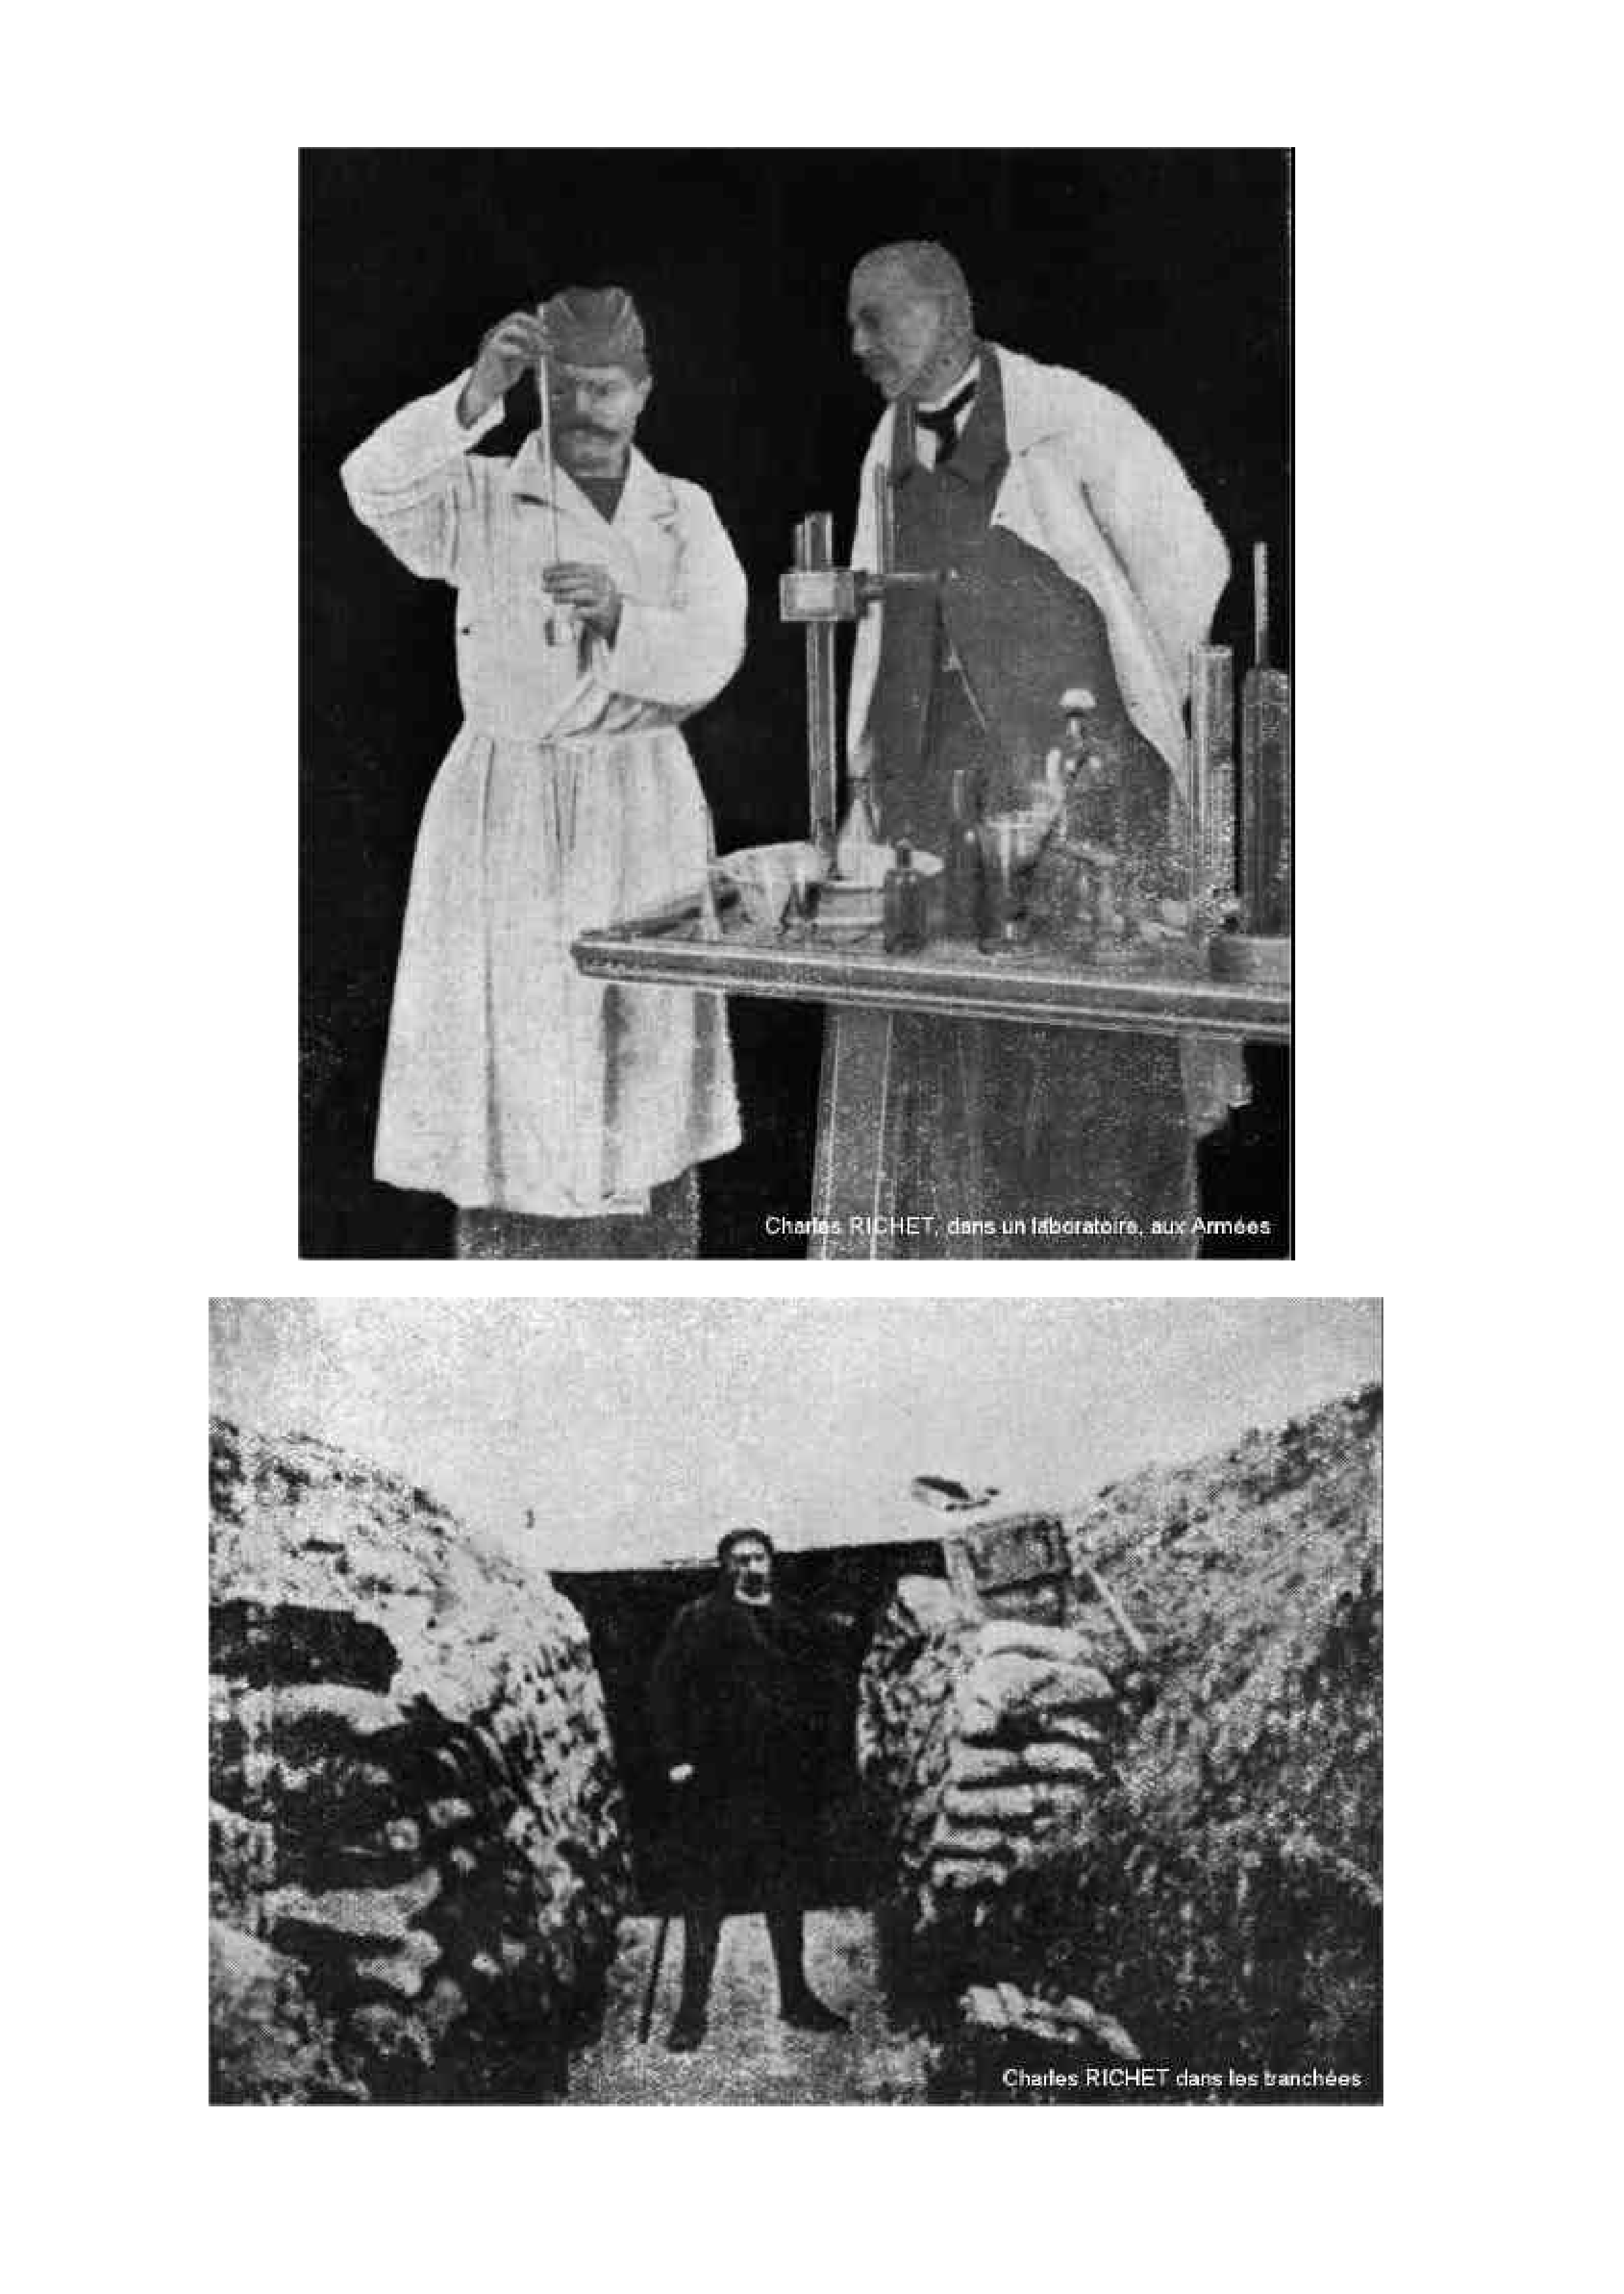 Charles RICHET, dans un laboratoire, aux Armées
Charles RICHET dans les tranchées